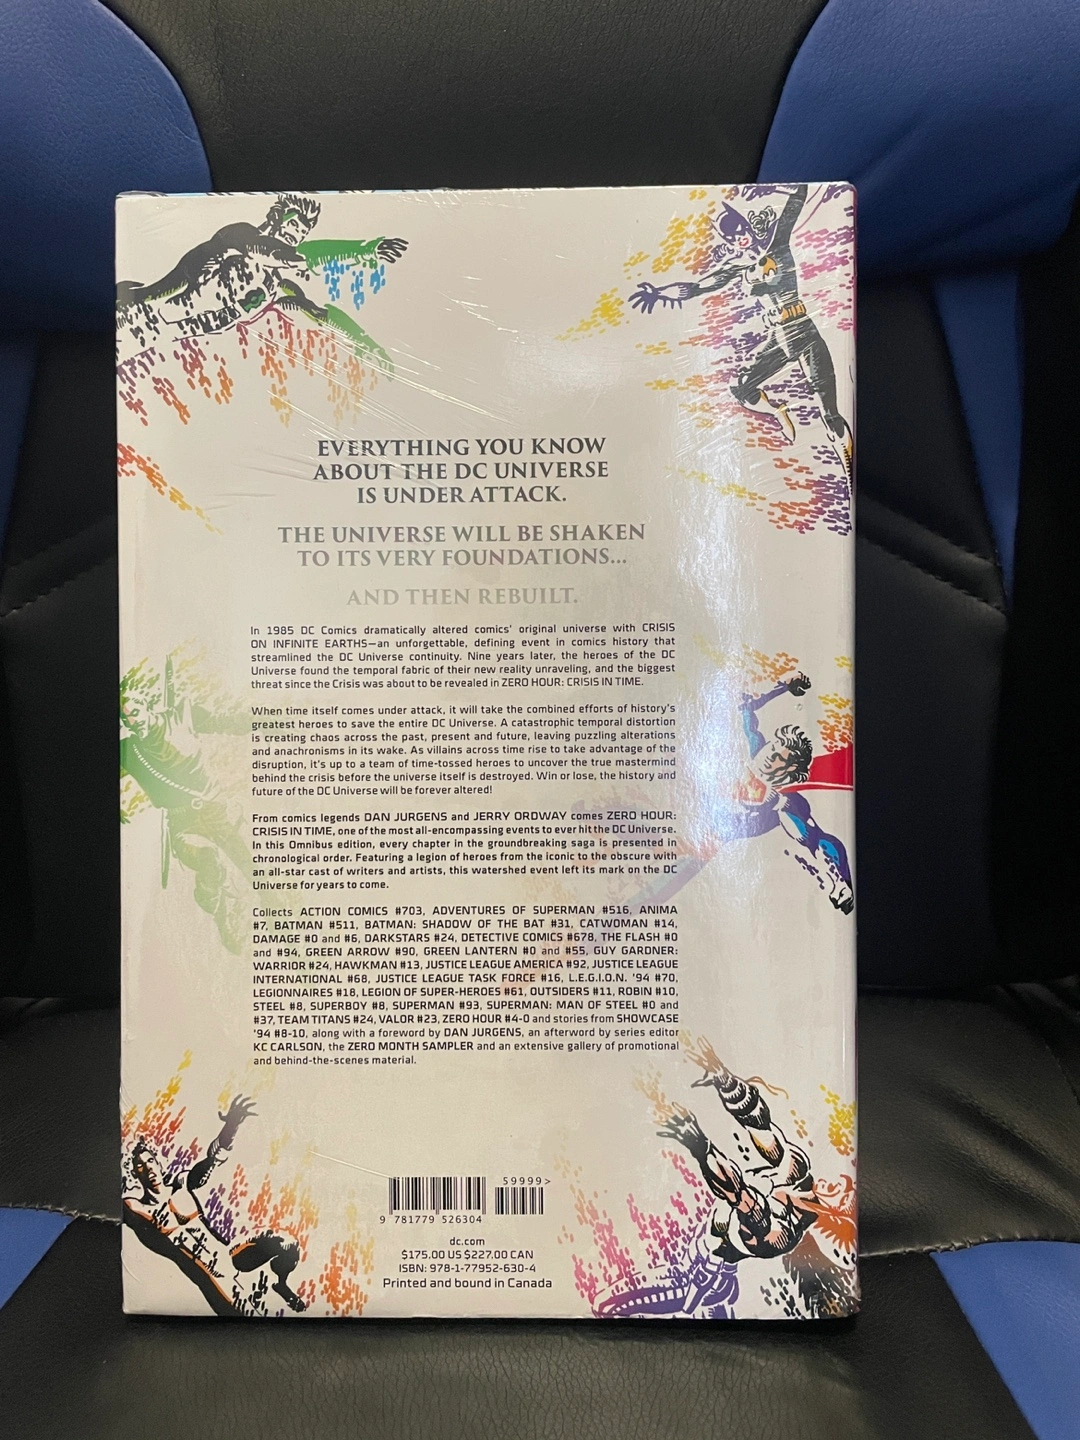 EVERYTHING YOU KNOW
ABOUT THE DC UNIVERSE
IS UNDER ATTACK.
THE UNIVERSE WILL BE SHAKEN
TO ITS VERY FOUNDATIONS...
AND THEN REBUILT.
In 1985 DC Comics dramatically altered comics' original universe with CRISIS
ON INFINITE EARTHS—an unforgettable, defining event in comics history that
streamlined the DC Universe continuity. Nine years later, the heroes of the DC
Universe found the temporal fabric of their new reality unraveling, and the biggest
threat since the Crisis was about to be revealed in ZERO HOUR: CRISIS IN TIME.
When time itself comes under attack, it will take the combined efforts of history's
greatest heroes to save the entire DC Universe. A catastrophic temporal distortion
is creating chaos across the past, present and future, leaving puzzling alterations
and anachronisms in its wake. As villains across time rise to take advantage of the
disruption, it's up to a team of time-tossed heroes to uncover the true mastermind
behind the crisis before the universe itself is destroyed. Win or lose, the history and
future of the DC Universe will be forever altered!
From comics legends DAN JURGENS and JERRY ORDWAY comes ZERO HOUR:
CRISIS IN TIME, one of the most all-encompassing events to ever hit the DC Universe.
In this Omnibus edition, every chapter in the groundbreaking saga is presented in
chronological order. Featuring a legion of heroes from the iconic to the obscure with
an all-star cast of writers and artists, this watershed event left its mark on the DC
Universe for years to come.
Collects ACTION COMICS #703, ADVENTURES OF SUPERMAN #516, ANIMA
#7, BATMAN #511, BATMAN: SHADOW OF THE BAT #31, CATWOMAN #14,
DAMAGE #0 and #6, DARKSTARS #24, DETECTIVE COMICS #678, THE FLASH #0
and #94, GREEN ARROW #90, GREEN LANTERN #0 and #55, GUY GARDNER:
WARRIOR #24, HAWKMAN #13, JUSTICE LEAGUE AMERICA #92, JUSTICE LEAGUE
INTERNATIONAL #68, JUSTICE LEAGUE TASK FORCE #16, L.E.G.I.O.N. '94 #70,
LEGIONNAIRES #18, LEGION OF SUPER-HEROES #61, OUTSIDERS #11, ROBIN #10,
STEEL #8, SUPERBOY #8, SUPERMAN #93, SUPERMAN: MAN OF STEEL #0 and
#37, TEAM TITANS #24, VALOR #23, ZERO HOUR #4-0 and stories from SHOWCASE
'94 #8-10, along with a foreword by DAN JURGENS, an afterword by series editor
KC CARLSON, the ZERO MONTH SAMPLER and an extensive gallery of promotional
and behind-the-scenes material.
59999>
9 781779 526304
dc.com
$175.00 US $227.00 CAN
ISBN: 978-1-77952-630-4
Printed and bound in Canada